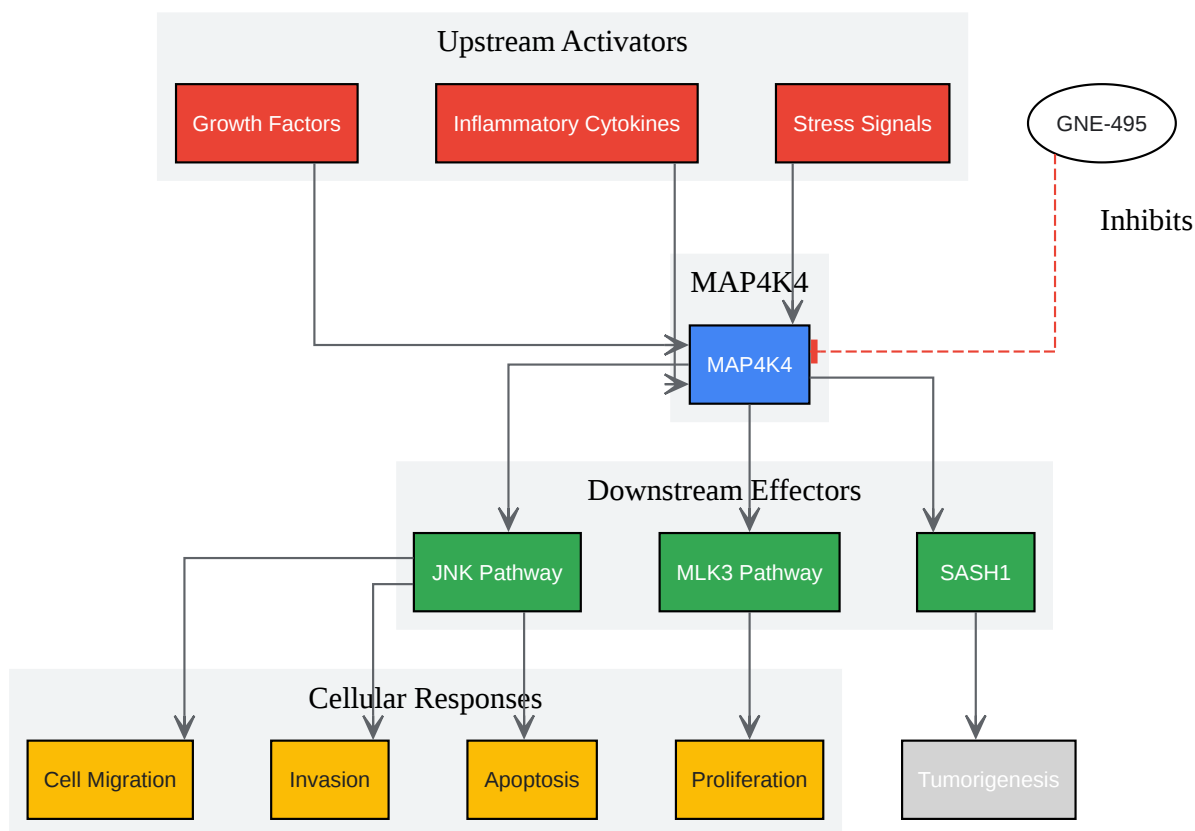 Upstream Activators
Growth Factors
Inflammatory Cytokines
Stress Signals
GNE-495
Inhibits
MAP4K4
MAP4K4
Downstream Effectors
JNK Pathway
MLK3 Pathway
SASH1
Cellular Responses
Cell Migration
Invasion
Apoptosis
Proliferation
Tumorigenesis